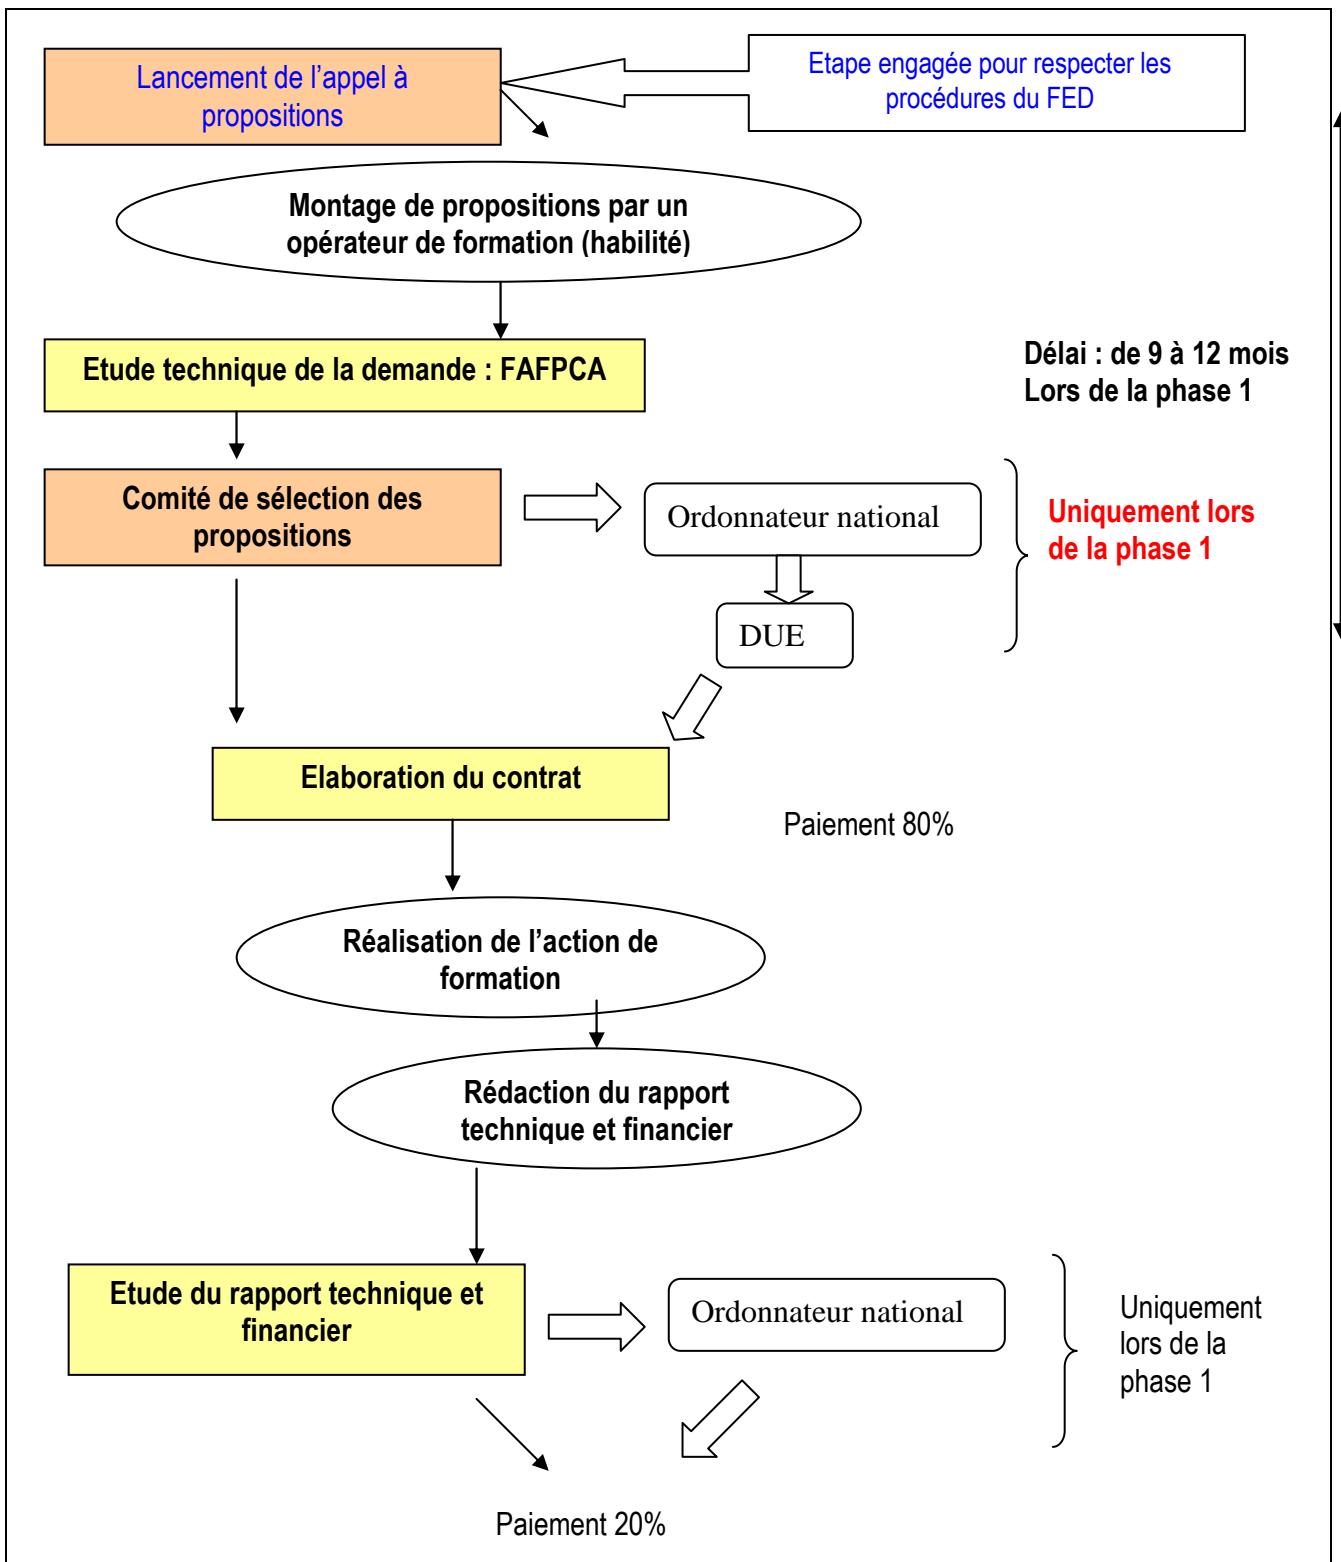 Lancement de l’appel à
propositions
Etape engagée pour respecter les
procédures du FED
Montage de propositions par un
opérateur de formation (habilité)
Etude technique de la demande : FAFPCA
Délai : de 9 à 12 mois
Lors de la phase 1
Comité de sélection des
propositions
Ordonnateur national
Uniquement lors
de la phase 1
DUE
Elaboration du contrat
Paiement 80%
Réalisation de l’action de
formation
Rédaction du rapport
technique et financier
Etude du rapport technique et
financier
Ordonnateur national
Uniquement
lors de la
phase 1
Paiement 20%